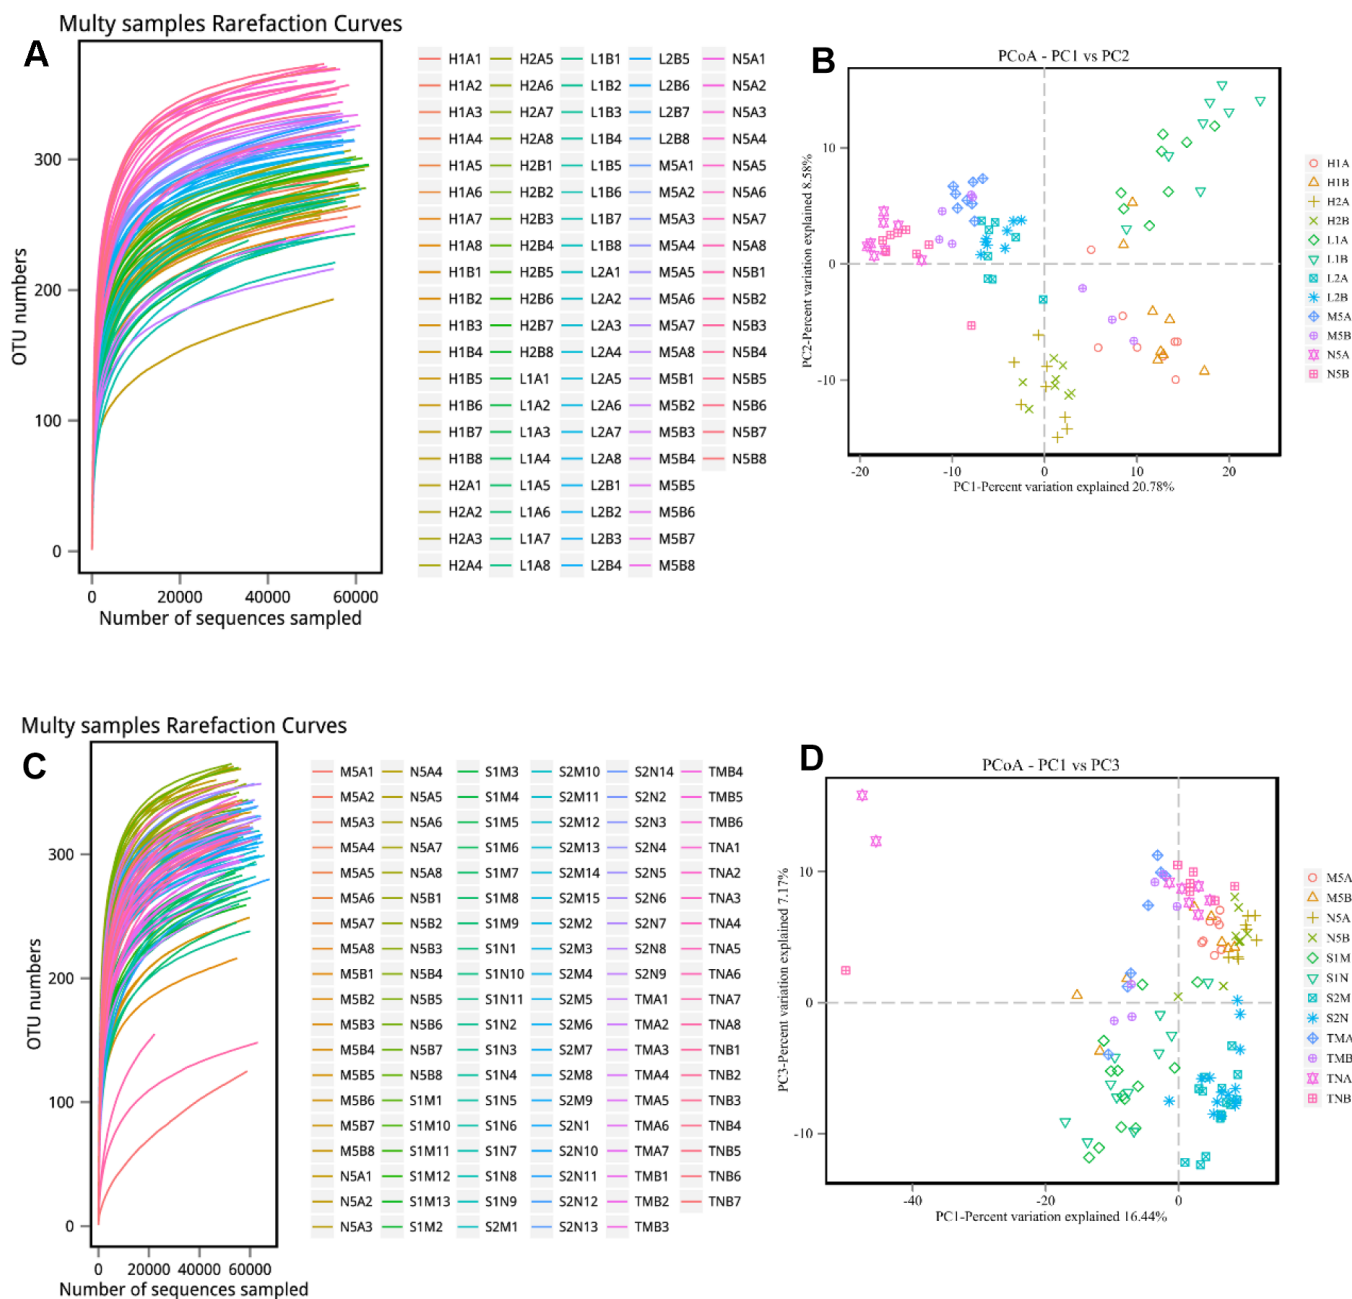 Multy samples Rarefaction Curves
A
OTU numbers
300
200
100
0
0 20000 40000 60000
Number of sequences sampled
H1A1 H2A5 L1B1 L2B5 N5A1
H1A2 H2A6 L1B2 L2B6 N5A2
H1A3 H2A7 L1B3 L2B7 N5A3
H1A4 H2A8 L1B4 L2B8 N5A4
H1A5 H2B1 L1B5 M5A1 N5A5
H1A6 H2B2 L1B6 M5A2 N5A6
H1A7 H2B3 L1B7 M5A3 N5A7
H1A8 H2B4 L1B8 M5A4 N5A8
H1B1 H2B5 L2A1 M5A5 N5B1
H1B2 H2B6 L2A2 M5A6 N5B2
H1B3 H2B7 L2A3 M5A7 N5B3
H1B4 H2B8 L2A4 M5A8 N5B4
H1B5 L1A1 L2A5 M5B1 N5B5
H1B6 L1A2 L2A6 M5B2 N5B6
H1B7 L1A3 L2A7 M5B3 N5B7
H1B8 L1A4 L2A8 M5B4 N5B8
H2A1 L1A5 L2B1 M5B5
H2A2 L1A6 L2B2 M5B6
H2A3 L1A7 L2B3 M5B7
H2A4 L1A8 L2B4 M5B8
B
PCoA - PC1 vs PC2
PC2-Percent variation explained 8.58%
10
0
-10
-20 -10 0 10 20
PC1-Percent variation explained 20.78%
H1A
H1B
H2A
H2B
L1A
L1B
L2A
L2B
M5A
M5B
N5A
N5B
Multy samples Rarefaction Curves
C
OTU numbers
300
200
100
0
0 20000 40000 60000
Number of sequences sampled
M5A1 N5A4 S1M3 S2M10 S2N14 TMB4
M5A2 N5A5 S1M4 S2M11 S2N2 TMB5
M5A3 N5A6 S1M5 S2M12 S2N3 TMB6
M5A4 N5A7 S1M6 S2M13 S2N4 TNA1
M5A5 N5A8 S1M7 S2M14 S2N5 TNA2
M5A6 N5B1 S1M8 S2M15 S2N6 TNA3
M5A7 N5B2 S1M9 S2M2 S2N7 TNA4
M5A8 N5B3 S1N1 S2M3 S2N8 TNA5
M5B1 N5B4 S1N10 S2M4 S2N9 TNA6
M5B2 N5B5 S1N11 S2M5 TMA1 TNA7
M5B3 N5B6 S1N2 S2M6 TMA2 TNA8
M5B4 N5B7 S1N3 S2M7 TMA3 TNB1
M5B5 N5B8 S1N4 S2M8 TMA4 TNB2
M5B6 S1M1 S1N5 S2M9 TMA5 TNB3
M5B7 S1M10 S1N6 S2N1 TMA6 TNB4
M5B8 S1M11 S1N7 S2N10 TMA7 TNB5
N5A1 S1M12 S1N8 S2N11 TMB1 TNB6
N5A2 S1M13 S1N9 S2N12 TMB2 TNB7
N5A3 S1M2 S2M1 S2N13 TMB3
D
PCoA - PC1 vs PC3
PC3-Percent variation explained 7.17%
10
0
-10
-40 -20 0
PC1-Percent variation explained 16.44%
M5A
M5B
N5A
N5B
S1M
S1N
S2M
S2N
TMA
TMB
TNA
TNB